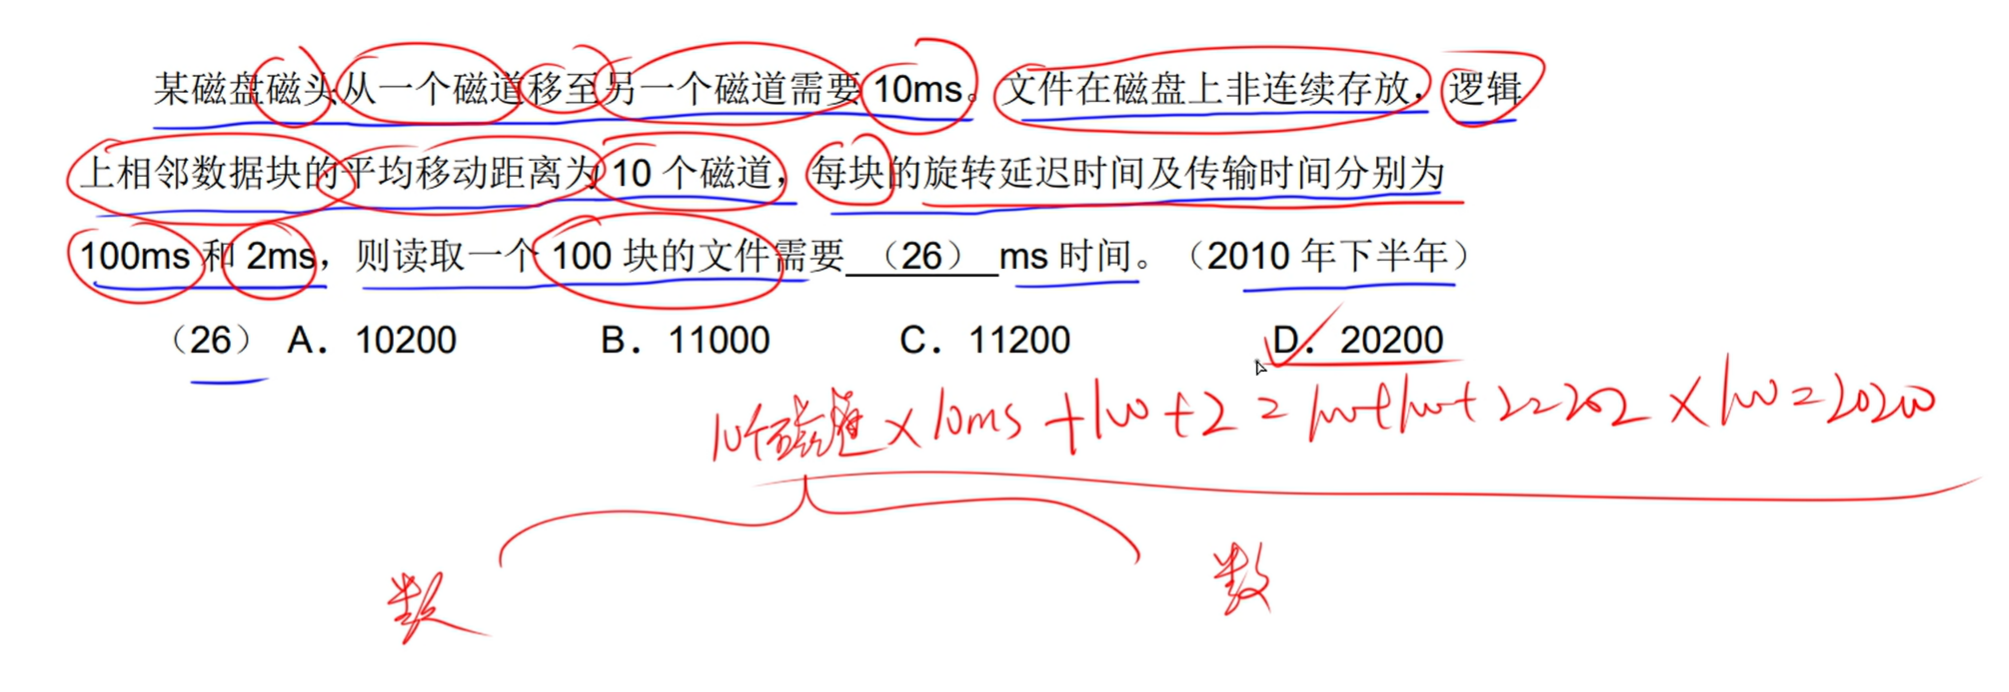 某磁盘磁头从一个磁道移至另一个磁道需要 10ms。文件在磁盘上非连续存放，逻辑
上相邻数据块的平均移动距离为 10 个磁道，每块的旋转延迟时间及传输时间分别为
100ms 和 2ms，则读取一个 100 块的文件需要 （26） ms 时间。（2010 年下半年）
（26） A．10200 B．11000 C．11200 D．20200
10个磁道 × 10ms + 100 + 2 = 100 + 100 + 2 = 202 × 100 = 20200
数 数